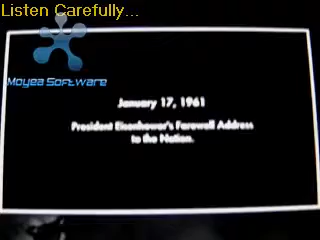 Listen Carefully...
Moyea Software
January 17, 1961
President Eisenhower's Farewell Address
to the Nation.